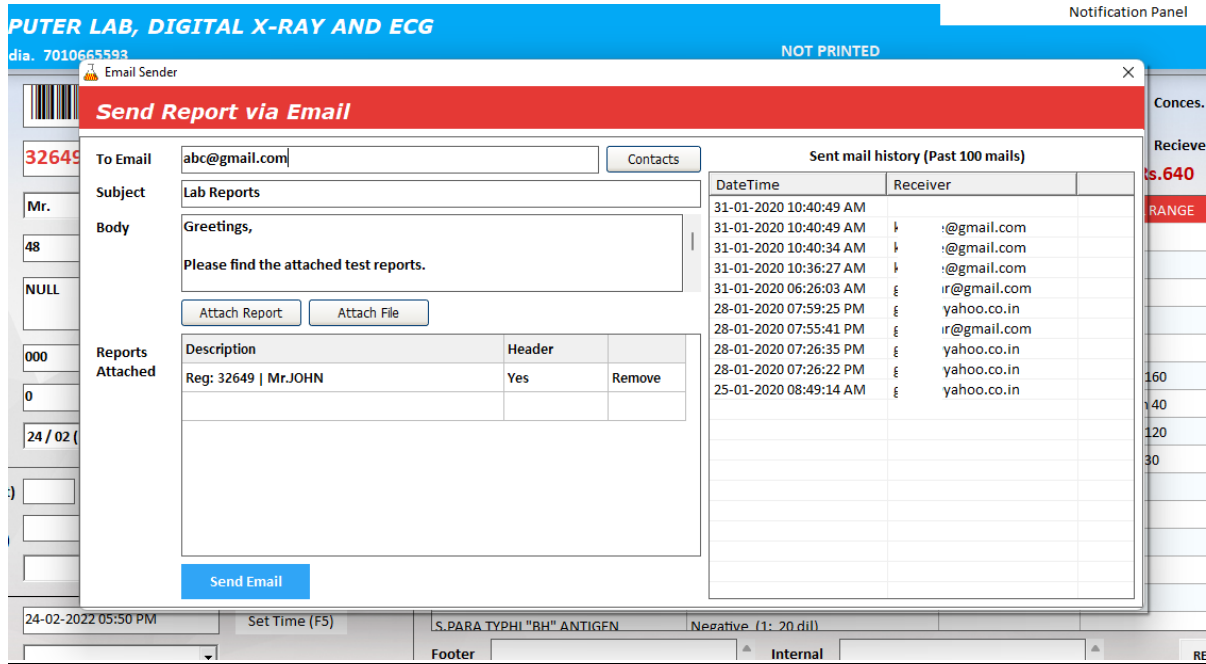 Notification Panel
PUTER LAB, DIGITAL X-RAY AND ECG
dia. 7010665593
NOT PRINTED
Email Sender
Send Report via Email
Conces.
32649
Recieve
Rs.640
RANGE
Mr.
48
NULL
000
0
24 / 02 (
To Email
abc@gmail.com
Contacts
Subject
Lab Reports
Body
Greetings,
Please find the attached test reports.
Attach Report
Attach File
Reports Attached
Description Header
Reg: 32649 | Mr.JOHN Yes Remove
Send Email
Sent mail history (Past 100 mails)
DateTime Receiver
31-01-2020 10:40:49 AM
31-01-2020 10:40:49 AM @gmail.com
31-01-2020 10:40:34 AM @gmail.com
31-01-2020 10:36:27 AM @gmail.com
31-01-2020 06:26:03 AM r@gmail.com
28-01-2020 07:59:25 PM yahoo.co.in
28-01-2020 07:55:41 PM r@gmail.com
28-01-2020 07:26:35 PM yahoo.co.in
28-01-2020 07:26:22 PM yahoo.co.in
25-01-2020 08:49:14 AM yahoo.co.in
160
40
120
30
24-02-2022 05:50 PM
Set Time (F5)
S.PARA TYPHI "BH" ANTIGEN Negative (1: 20 dil)
Footer
Internal
RE